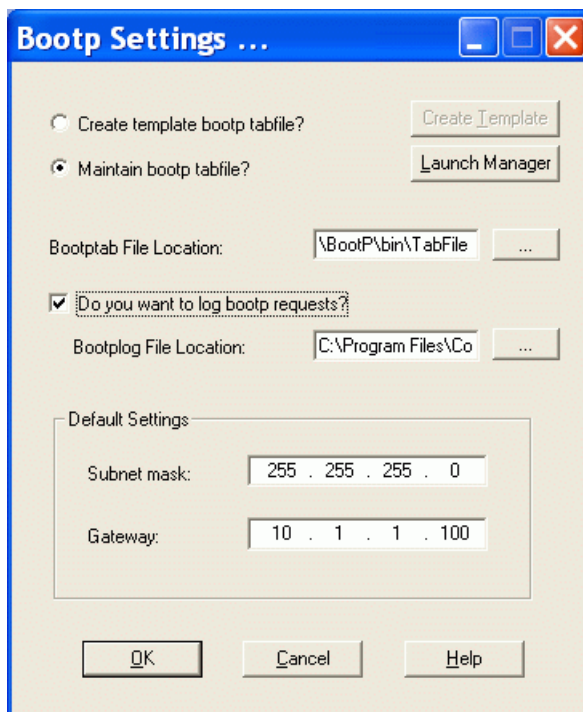 Bootp Settings ...
Create template bootp tabfile?
Create Template
Maintain bootp tabfile?
Launch Manager
Bootptab File Location:
\BootP\bin\TabFile
...
Do you want to log bootp requests?
Bootplog File Location:
C:\Program Files\Co
...
Default Settings
Subnet mask:
255 . 255 . 255 . 0
Gateway:
10 . 1 . 1 . 100
OK
Cancel
Help